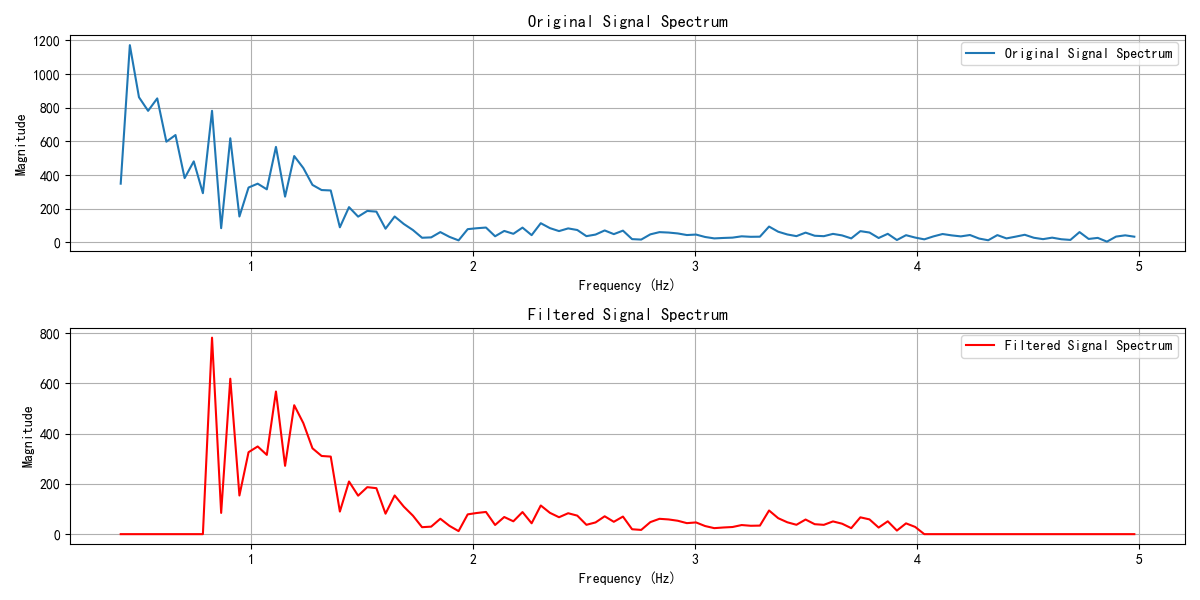 Original Signal Spectrum
1200
1000
800
600
400
200
0
Magnitude
Original Signal Spectrum
1
2
3
4
5
Frequency (Hz)
Filtered Signal Spectrum
800
600
400
200
0
Magnitude
Filtered Signal Spectrum
1
2
3
4
5
Frequency (Hz)